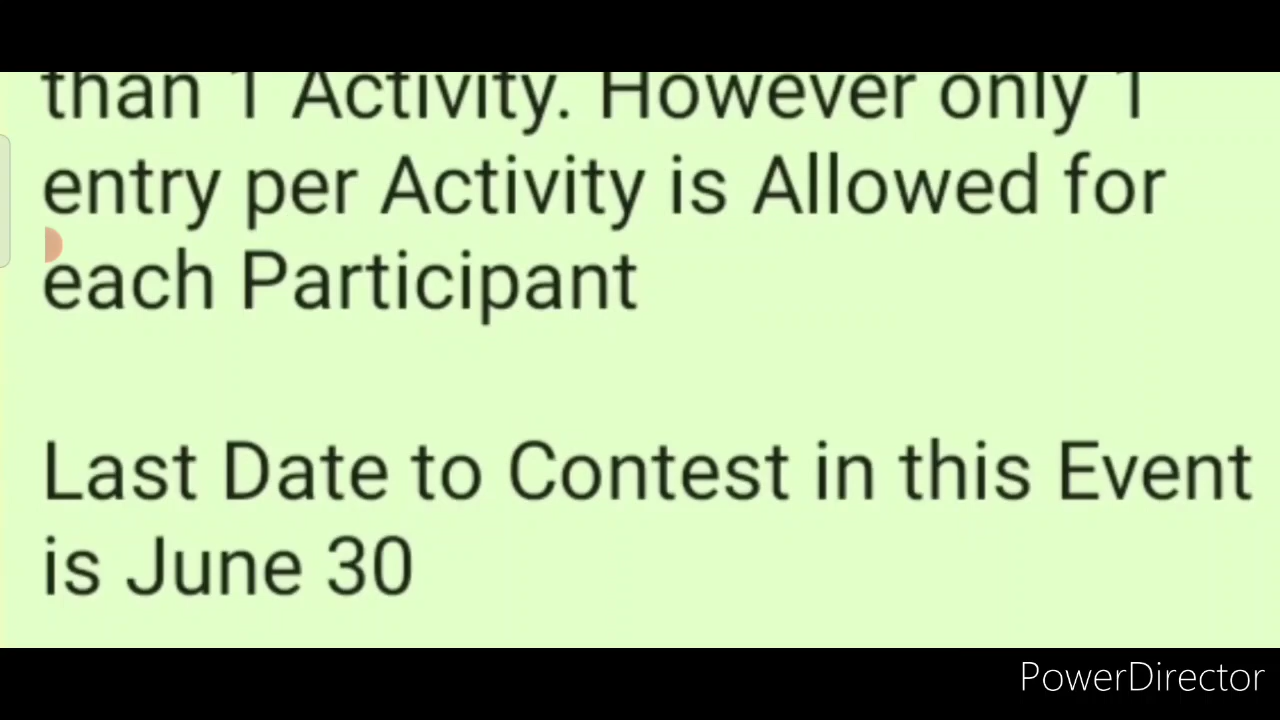 than 1 Activity. However only 1
entry per Activity is Allowed for
each Participant
Last Date to Contest in this Event
is June 30
PowerDirector